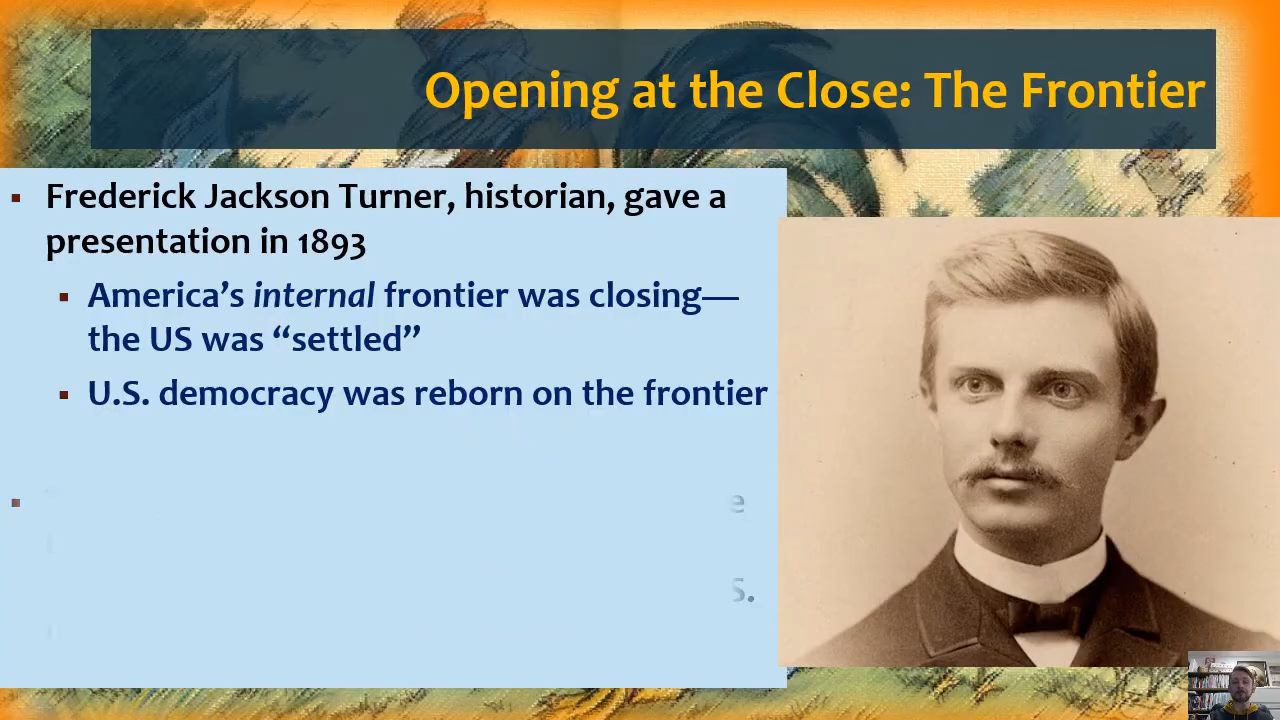 Opening at the Close: The Frontier
Frederick Jackson Turner, historian, gave a
presentation in 1893
America's internal frontier was closing—
the US was “settled”
U.S. democracy was reborn on the frontier